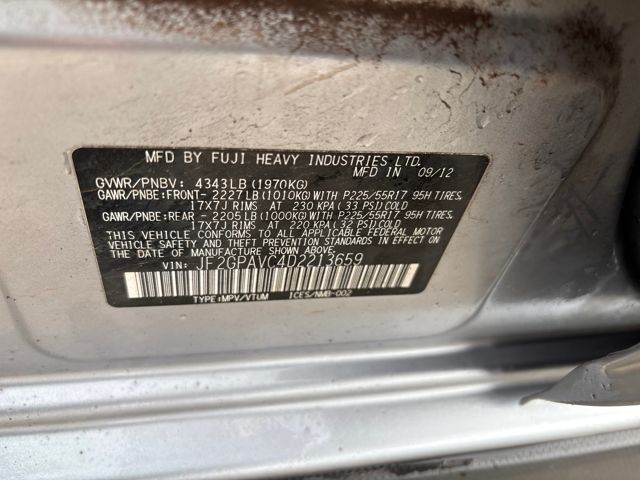 MFD BY FUJI HEAVY INDUSTRIES LTD.
MFD IN 09/12
GVWR/PNBV: 4343LB (1970KG)
GAWR/PNBE:FRONT- 2227LB (1010KG) WITH P225/55R17 95H TIRES,
17X7J RIMS AT 230 KPA (33 PSI) COLD
GAWR/PNBE:REAR - 2205LB (1000KG) WITH P225/55R17 95H TIRES,
17X7J RIMS AT 220 KPA (33 PSI) COLD
THIS VEHICLE CONFORMS TO ALL APPLICABLE FEDERAL MOTOR
VEHICLE SAFETY AND THEFT PREVENTION STANDARDS IN EFFECT ON
THE DATE OF MANUFACTURE SHOWN ABOVE.
VIN: JF2GPAVC4D2213659
TYPE:MPV/VTUM ICES/NMB-002